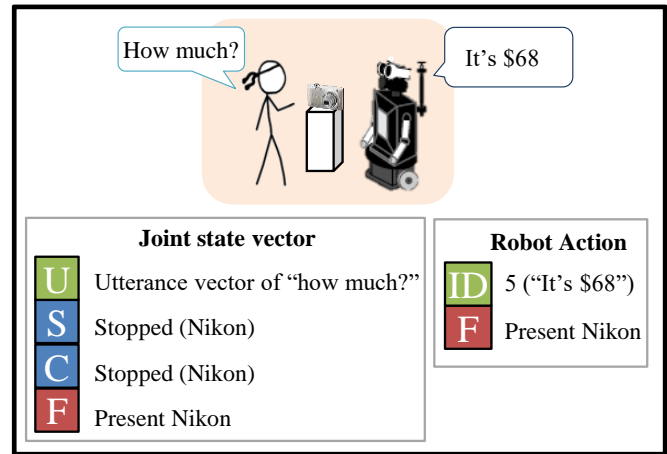 How much?
It's $68
Joint state vector
U Utterance vector of “how much?”
S Stopped (Nikon)
C Stopped (Nikon)
F Present Nikon
Robot Action
ID 5 (“It's $68”)
F Present Nikon